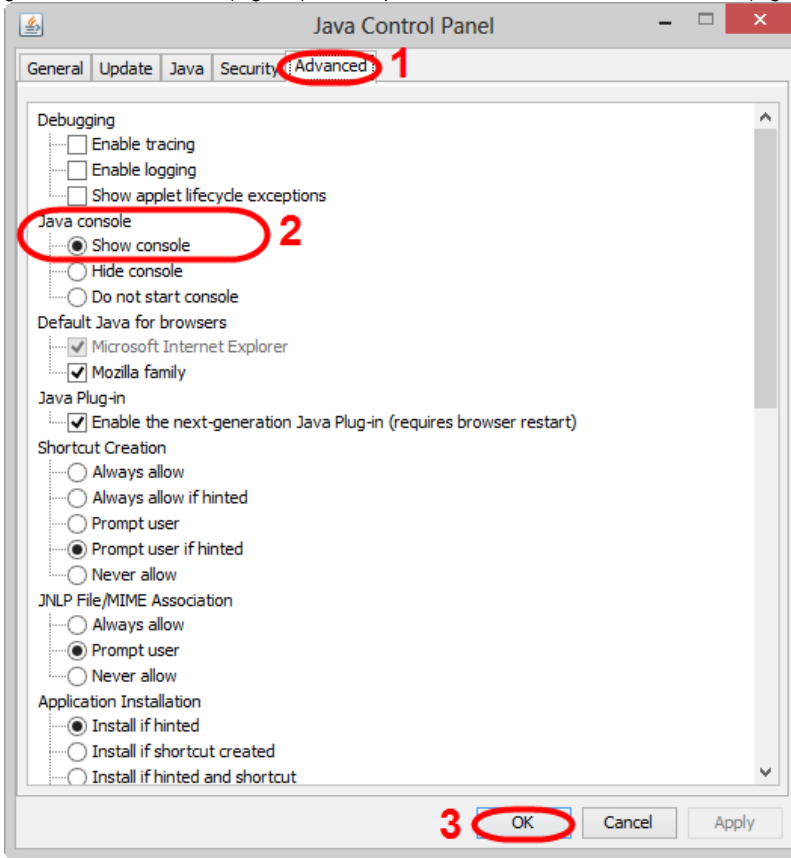 Java Control Panel
General Update Java Security Advanced 1
Debugging
Enable tracing
Enable logging
Show applet lifecycle exceptions
Java console 2
Show console
Hide console
Do not start console
Default Java for browsers
Microsoft Internet Explorer
Mozilla family
Java Plug-in
Enable the next-generation Java Plug-in (requires browser restart)
Shortcut Creation
Always allow
Always allow if hinted
Prompt user
Prompt user if hinted
Never allow
JNLP File/MIME Association
Always allow
Prompt user
Never allow
Application Installation
Install if hinted
Install if shortcut created
Install if hinted and shortcut
3 OK Cancel Apply